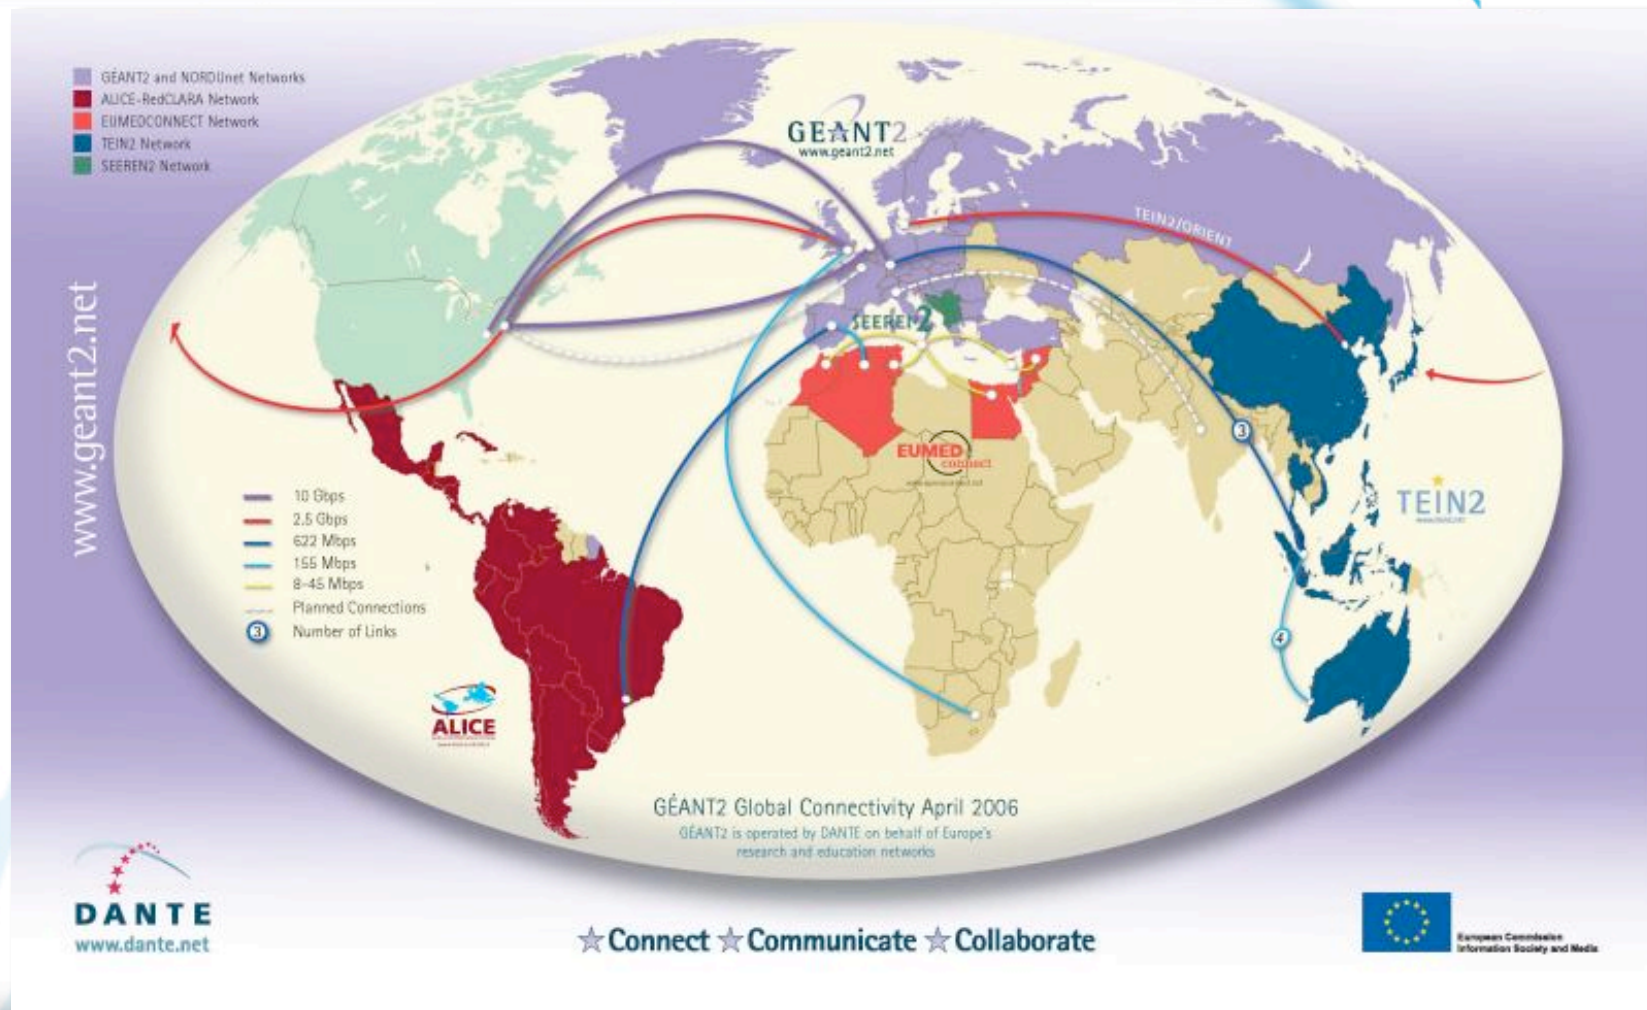 GÉANT2 and NORDUnet Networks
ALICE-RedCLARA Network
EUMEDCONNECT Network
TEIN2 Network
SEEREN2 Network
www.geant2.net
GEANT2
www.geant2.net
TEIN2/ORIENT
SEEREN2
EUMED
connect
3
TEIN2
4
10 Gbps
2.5 Gbps
622 Mbps
155 Mbps
8-45 Mbps
Planned Connections
3 Number of Links
ALICE
GÉANT2 Global Connectivity April 2006
GÉANT2 is operated by DANTE on behalf of Europe's
research and education networks
DANTE
www.dante.net
Connect Communicate Collaborate
European Commission
Information Society and Media